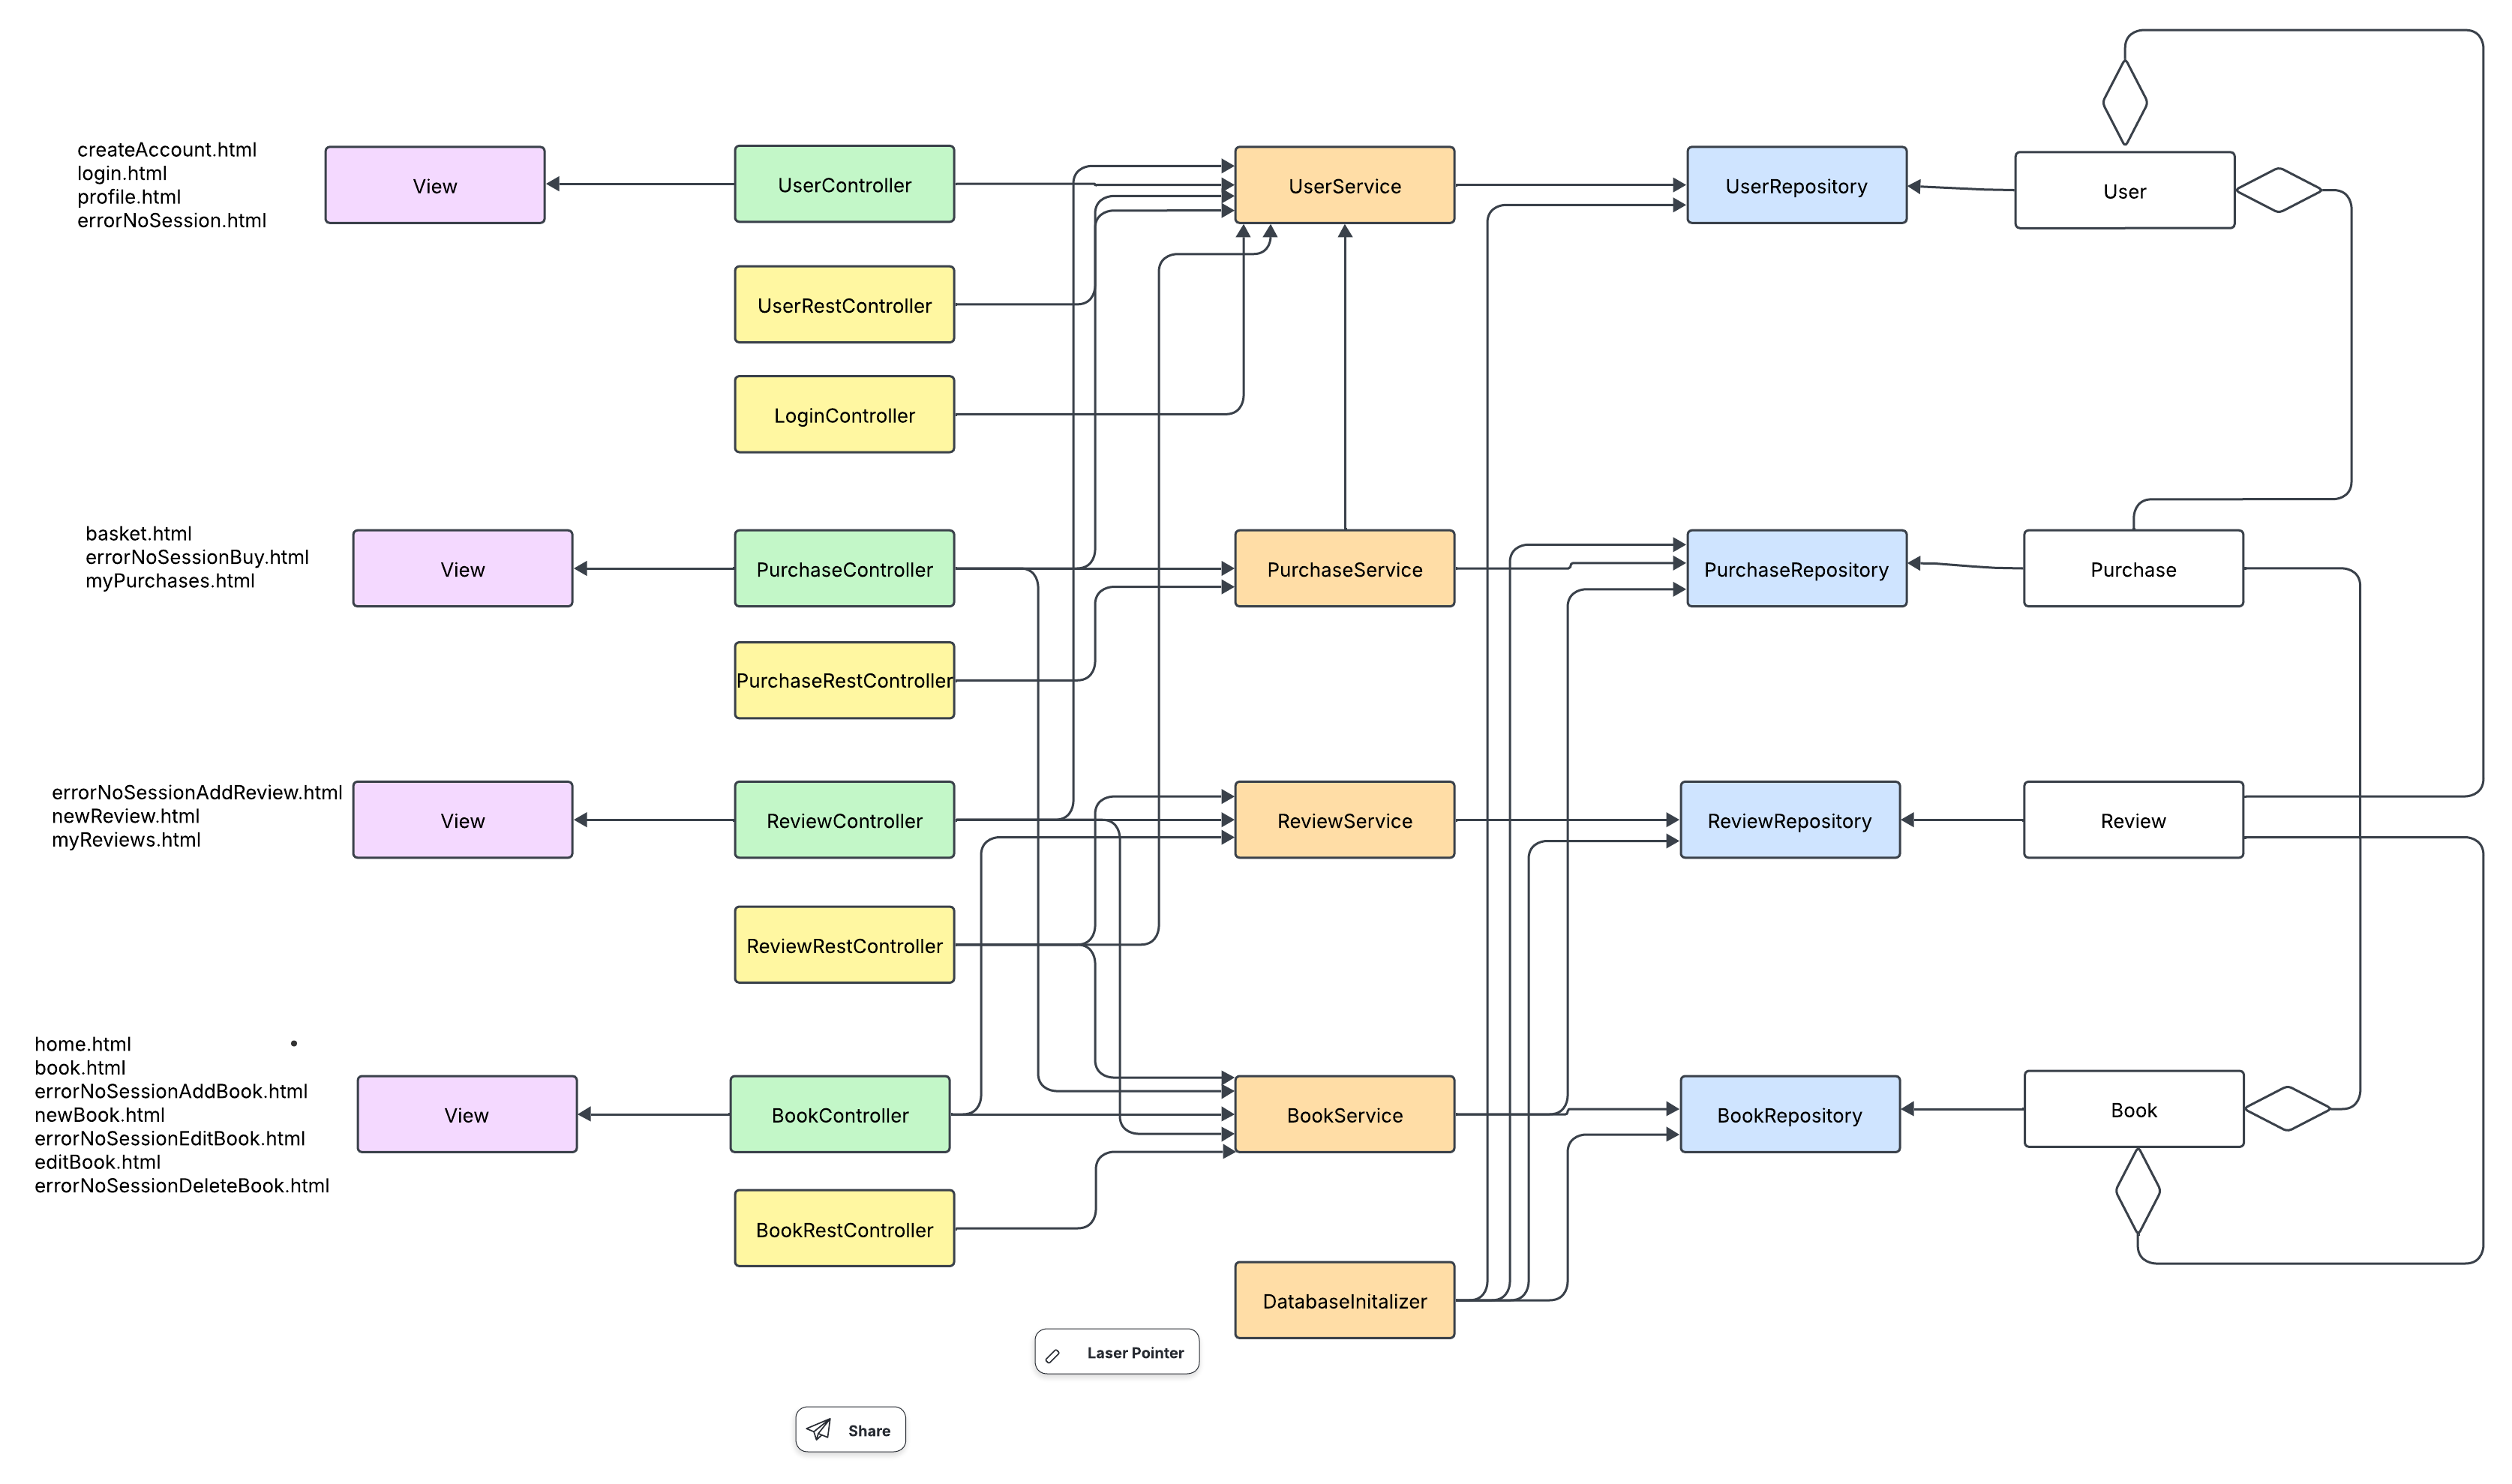 createAccount.html
login.html
profile.html
errorNoSession.html
View
UserController
UserService
UserRepository
User
UserRestController
LoginController
basket.html
errorNoSessionBuy.html
myPurchases.html
View
PurchaseController
PurchaseService
PurchaseRepository
Purchase
PurchaseRestController
errorNoSessionAddReview.html
newReview.html
myReviews.html
View
ReviewController
ReviewService
ReviewRepository
Review
ReviewRestController
home.html
book.html
errorNoSessionAddBook.html
newBook.html
errorNoSessionEditBook.html
editBook.html
errorNoSessionDeleteBook.html
View
BookController
BookService
BookRepository
Book
BookRestController
DatabaseInitalizer
Laser Pointer
Share